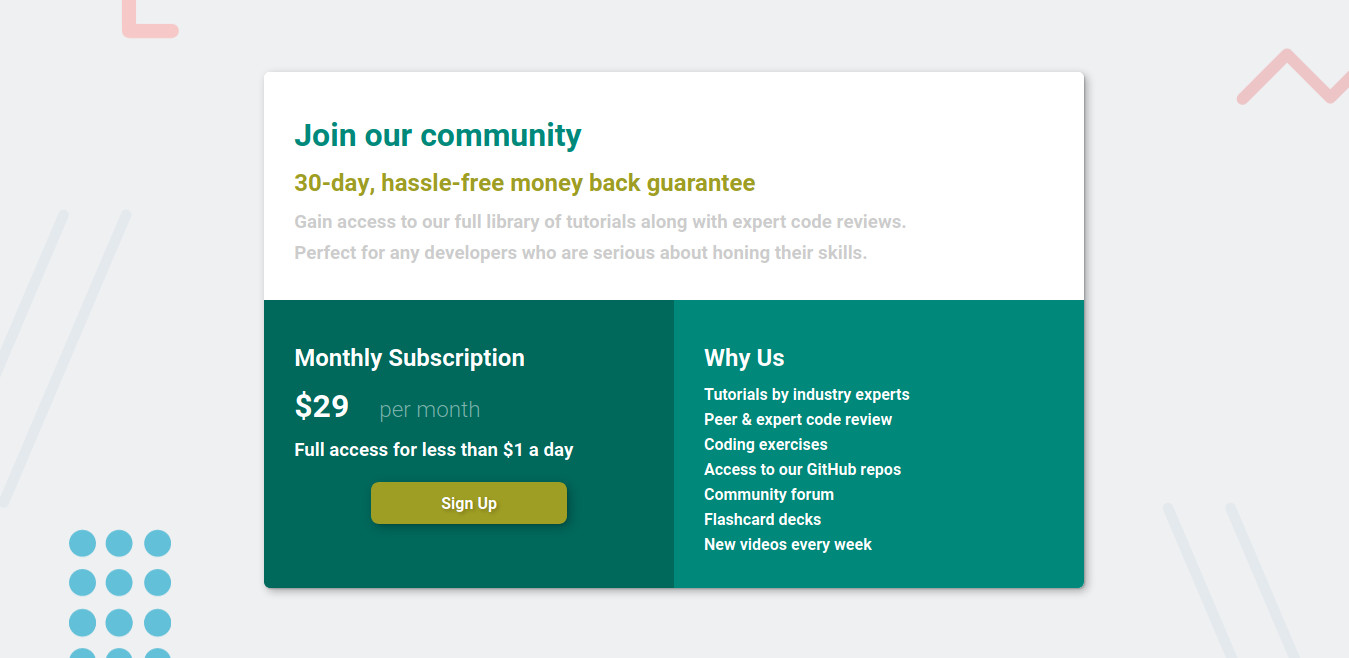 Join our community
30-day, hassle-free money back guarantee
Gain access to our full library of tutorials along with expert code reviews.
Perfect for any developers who are serious about honing their skills.
Monthly Subscription
$29 per month
Full access for less than $1 a day
Sign Up
Why Us
Tutorials by industry experts
Peer & expert code review
Coding exercises
Access to our GitHub repos
Community forum
Flashcard decks
New videos every week